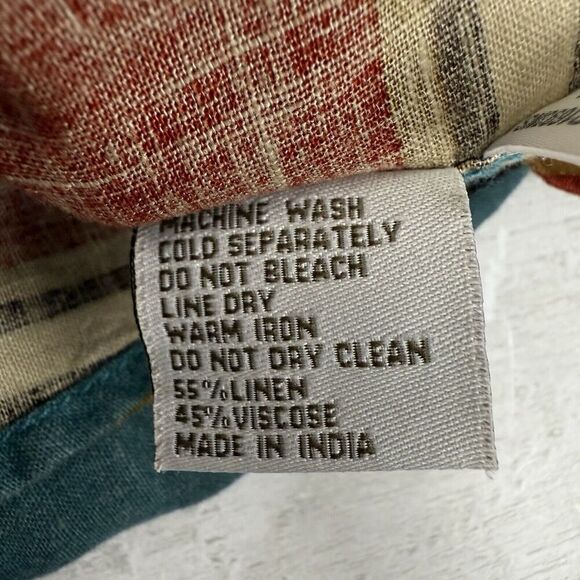 MACHINE WASH
COLD SEPARATELY
DO NOT BLEACH
LINE DRY
WARM IRON
DO NOT DRY CLEAN
55%LINEN
45%VISCOSE
MADE IN INDIA